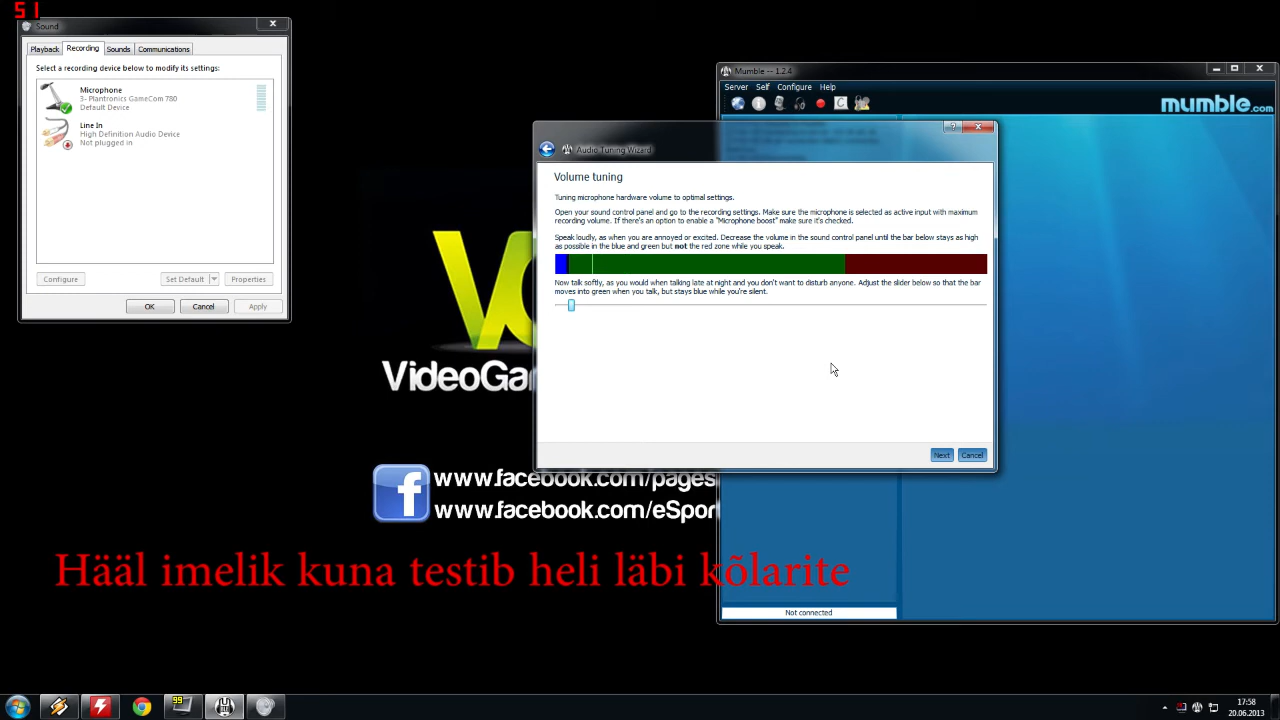 51
Sound
Playback Recording Sounds Communications
Select a recording device below to modify its settings:
Microphone
3- Plantronics GameCom 780
Default Device
Line In
High Definition Audio Device
Not plugged in
Configure Set Default Properties
OK Cancel Apply
Mumble -- 1.2.4
Server Self Configure Help
mumble.com
Audio Tuning Wizard
Volume tuning
Tuning microphone hardware volume to optimal settings.
Open your sound control panel and go to the recording settings. Make sure the microphone is selected as active input with maximum
recording volume. If there's an option to enable a "Microphone boost" make sure it's checked.
Speak loudly, as when you are annoyed or excited. Decrease the volume in the sound control panel until the bar below stays as high
as possible in the blue and green but not the red zone while you speak.
Now talk softly, as you would when talking late at night and you don't want to disturb anyone. Adjust the slider below so that the bar
moves into green when you talk, but stays blue while you're silent.
Next Cancel
VideoGa
www.facebook.com/pages
www.facebook.com/eSpor
Hääl imelik kuna testib heli läbi kõlarite
Not connected
99
17:58
20.06.2013